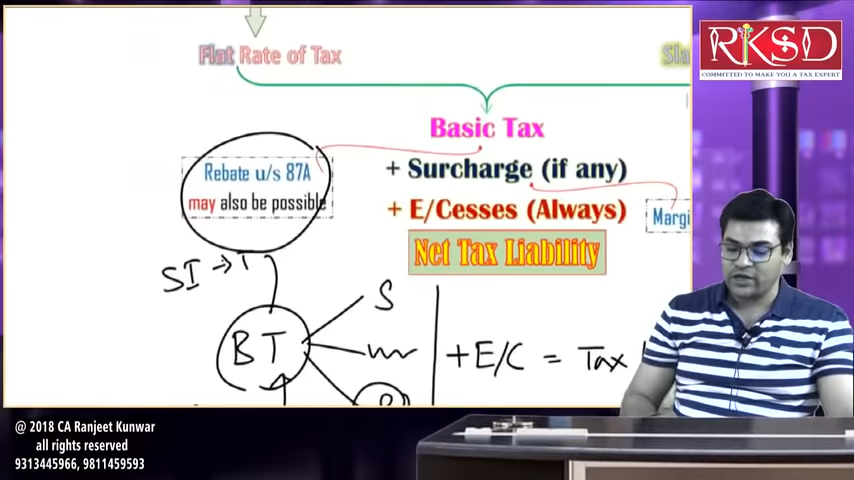 Flat Rate of Tax
Sla
RKSD
COMMITTED TO MAKE YOU A TAX EXPERT
Basic Tax
Rebate u/s 87A
may also be possible
+ Surcharge (if any)
+ E/Cesses (Always)
Margi
Net Tax Liability
SI → T
S
BT
+ E/C = Tax
@ 2018 CA Ranjeet Kunwar
all rights reserved
9313445966, 9811459593